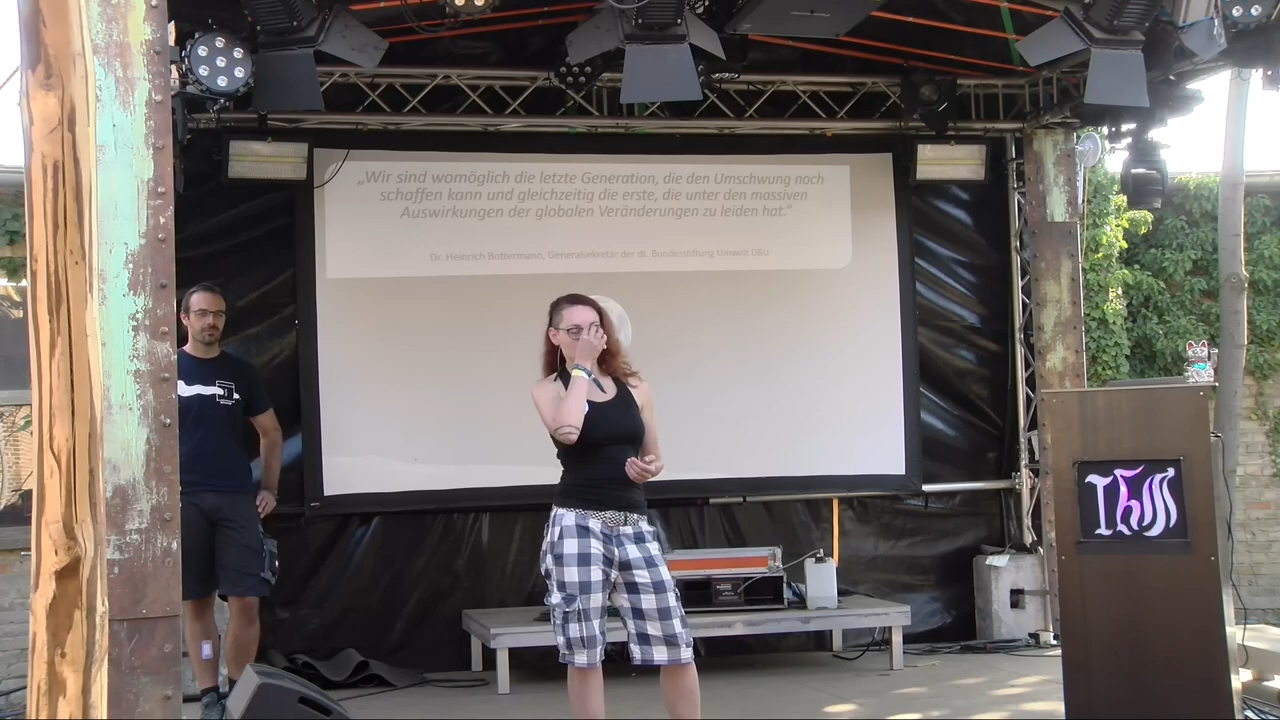 „Wir sind womöglich die letzte Generation, die den Umschwung noch
schaffen kann und gleichzeitig die erste, die unter den massiven
Auswirkungen der globalen Veränderungen zu leiden hat.“
Dr. Heinrich Bottermann, Generalsekretär der dt. Bundesstiftung Umwelt DBU